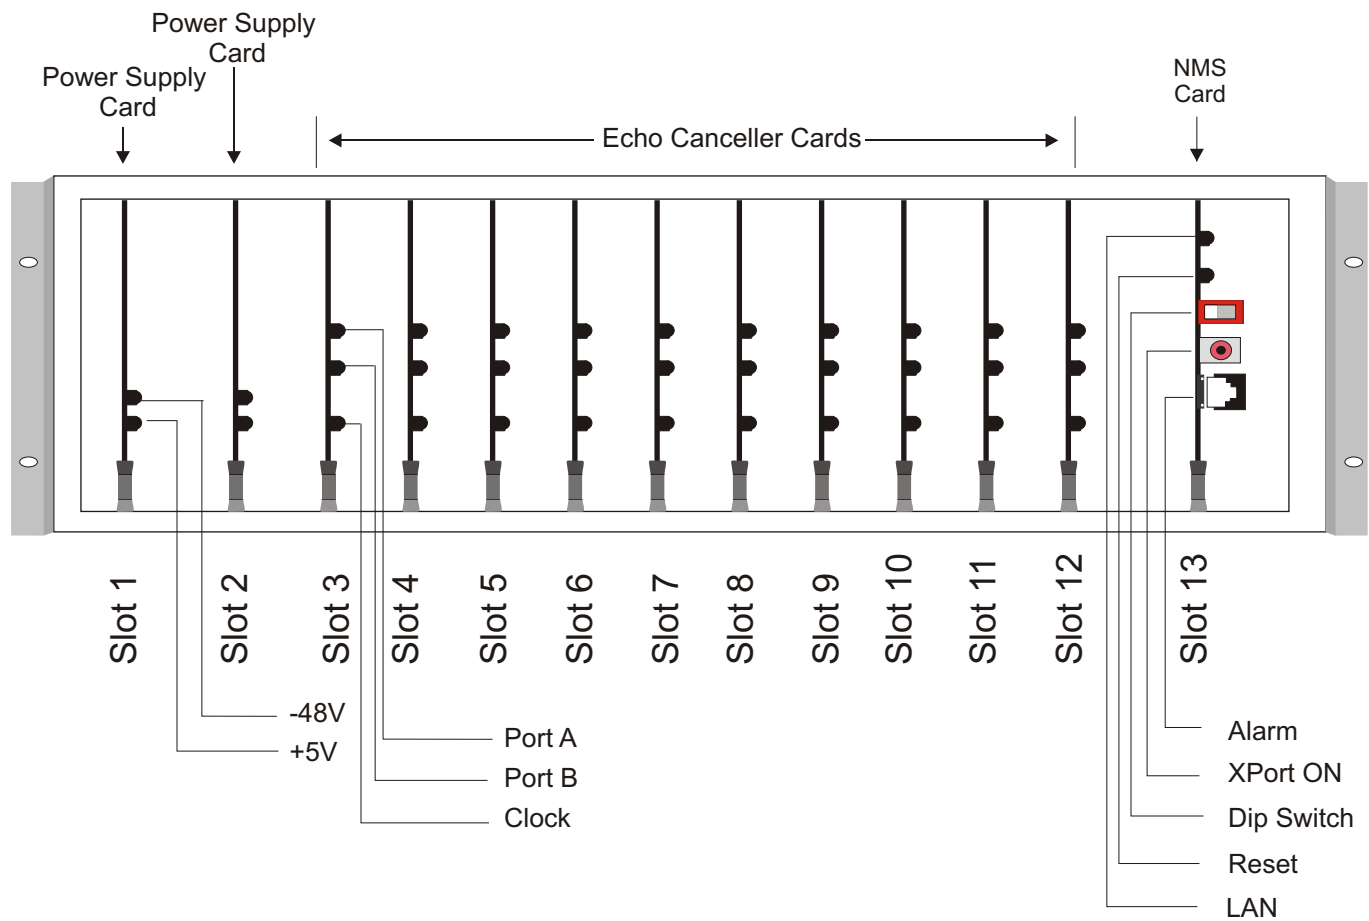 Power Supply
Card
Power Supply
Card
Echo Canceller Cards
NMS
Card
Slot 1
Slot 2
Slot 3
Slot 4
Slot 5
Slot 6
Slot 7
Slot 8
Slot 9
Slot 10
Slot 11
Slot 12
Slot 13
-48V
+5V
Port A
Port B
Clock
Alarm
XPort ON
Dip Switch
Reset
LAN